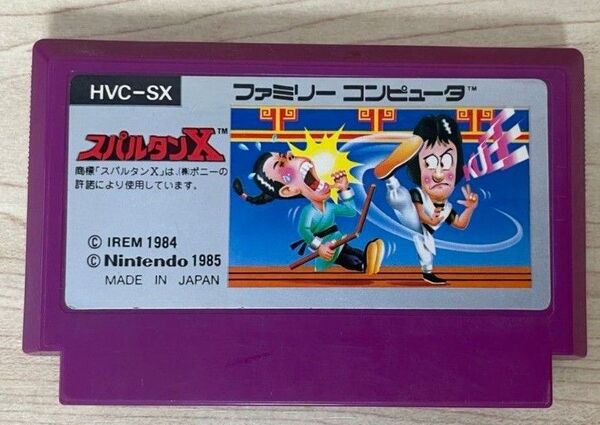 HVC-SX
ファミリー コンピュータ™
スパルタンX™
商標「スパルタンX」は、(株)ポニーの
許諾により使用しています。
© IREM 1984
© Nintendo 1985
MADE IN JAPAN